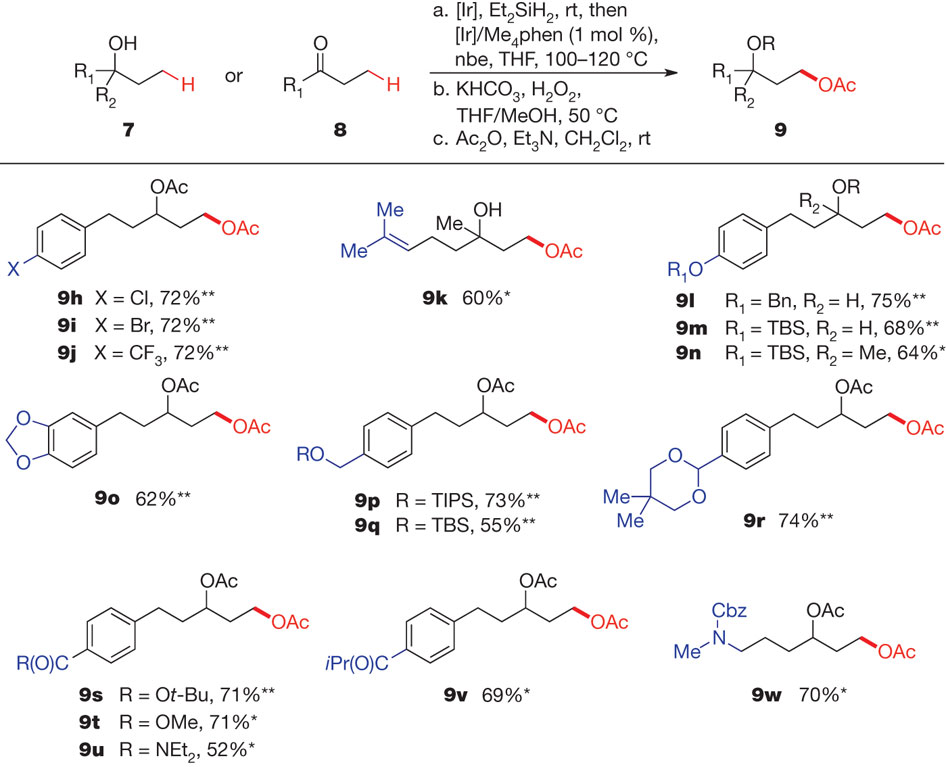 OH
R₁
R₂
H
7
or
O
R₁
H
8
a. [Ir], Et₂SiH₂, rt, then
[Ir]/Me₄phen (1 mol %),
nbe, THF, 100–120 °C
b. KHCO₃, H₂O₂,
THF/MeOH, 50 °C
c. Ac₂O, Et₃N, CH₂Cl₂, rt
OR
R₁
R₂
OAc
9
OAc
OAc
X
9h X = Cl, 72%**
9i X = Br, 72%**
9j X = CF₃, 72%**
Me
Me
Me OH
OAc
9k 60%*
OR
R₂
OAc
R₁O
9l R₁ = Bn, R₂ = H, 75%**
9m R₁ = TBS, R₂ = H, 68%**
9n R₁ = TBS, R₂ = Me, 64%*
O
O
OAc
OAc
9o 62%**
OAc
OAc
RO
9p R = TIPS, 73%**
9q R = TBS, 55%**
OAc
OAc
O
O
Me
Me
9r 74%**
OAc
OAc
R(O)C
9s R = Ot-Bu, 71%**
9t R = OMe, 71%*
9u R = NEt₂, 52%*
OAc
OAc
iPr(O)C
9v 69%*
Cbz
N
Me
OAc
OAc
9w 70%*